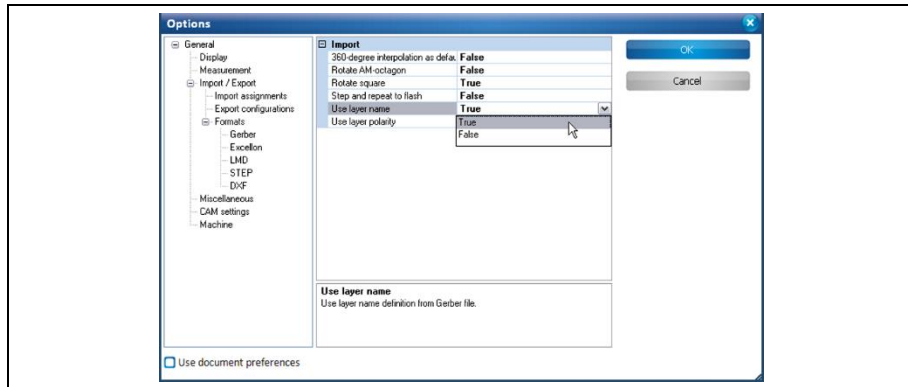 Options
General
Display
Measurement
Import / Export
Import assignments
Export configurations
Formats
Gerber
Excellon
LMD
STEP
DXF
Miscellaneous
CAM settings
Machine
Import
360-degree interpolation as defau False
Rotate AM-octagon False
Rotate square True
Step and repeat to flash False
Use layer name True
Use layer polarity
True
False
Use layer name
Use layer name definition from Gerber file.
OK
Cancel
Use document preferences